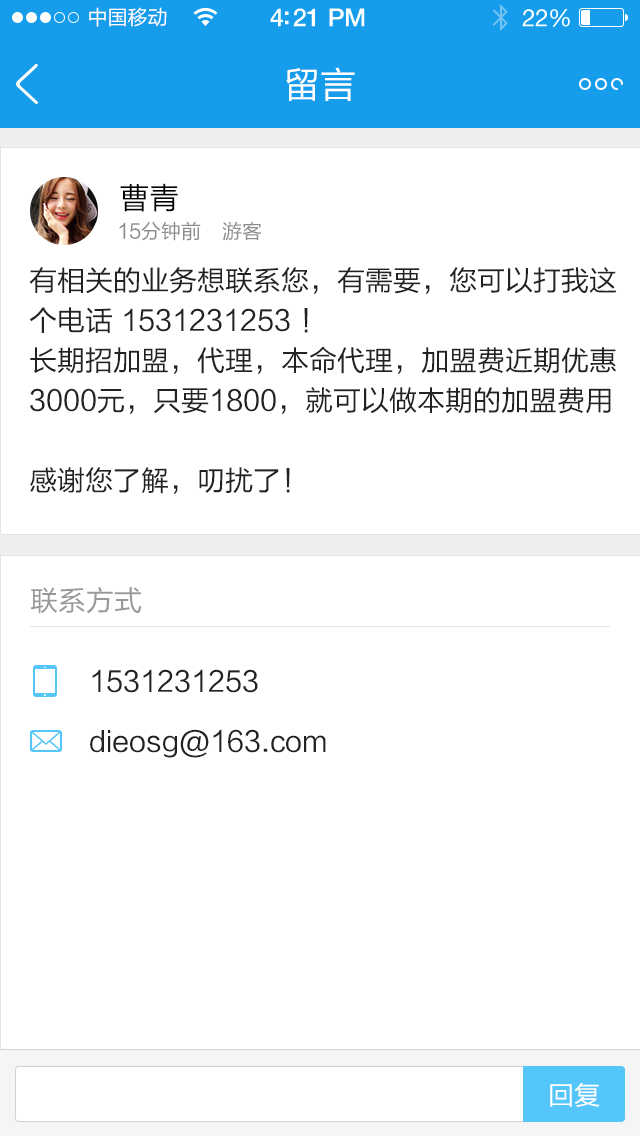 中国移动 4:21 PM 22%
留言
曹青
15分钟前 游客
有相关的业务想联系您，有需要，您可以打我这
个电话 1531231253！
长期招加盟，代理，本命代理，加盟费近期优惠
3000元，只要1800，就可以做本期的加盟费用
感谢您了解，叨扰了！
联系方式
1531231253
dieosg@163.com
回复